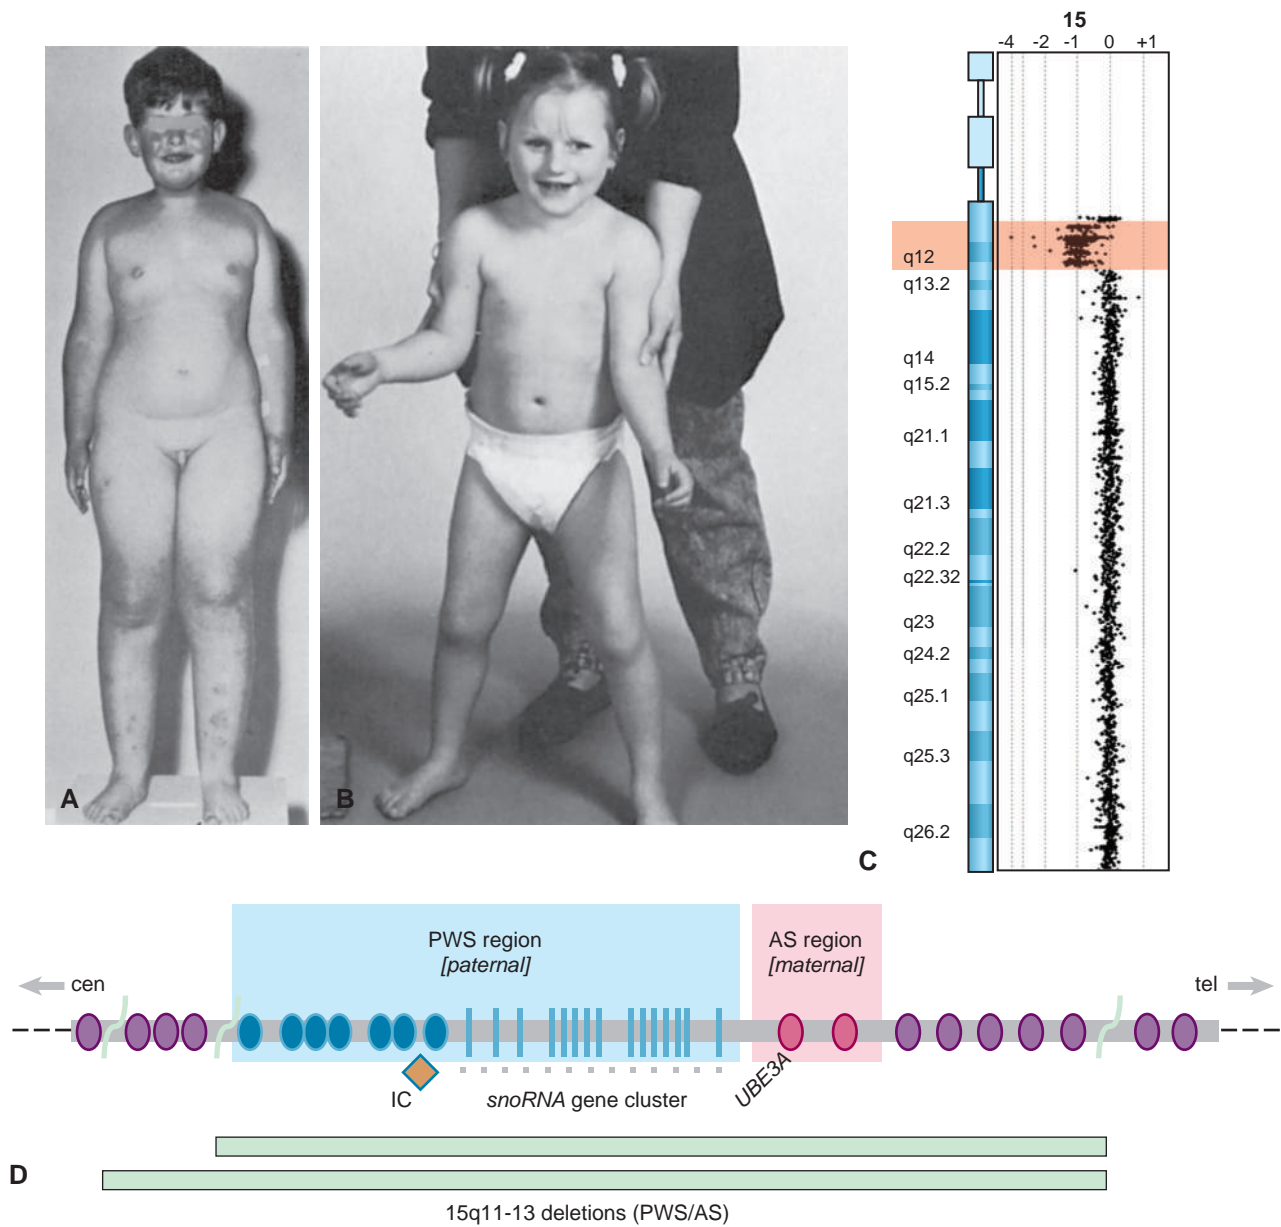 15
-4 -2 -1 0 +1
q12
q13.2
q14
q15.2
q21.1
q21.3
q22.2
q22.32
q23
q24.2
q25.1
q25.3
q26.2
A
B
C
PWS region
[paternal]
AS region
[maternal]
cen
tel
IC
snoRNA gene cluster
UBE3A
D
15q11-13 deletions (PWS/AS)